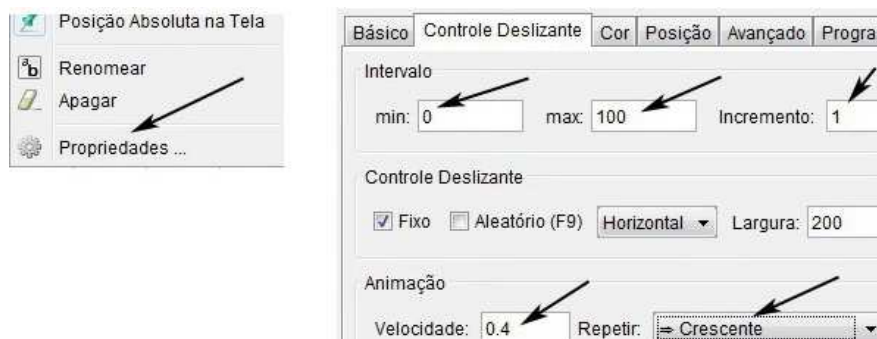 Posição Absoluta na Tela
Renomear
Apagar
Propriedades ...
Básico Controle Deslizante Cor Posição Avançado Progra
Intervalo
min: 0 max: 100 Incremento: 1
Controle Deslizante
Fixo Aleatório (F9) Horizontal Largura: 200
Animação
Velocidade: 0.4 Repetir: ⇒ Crescente